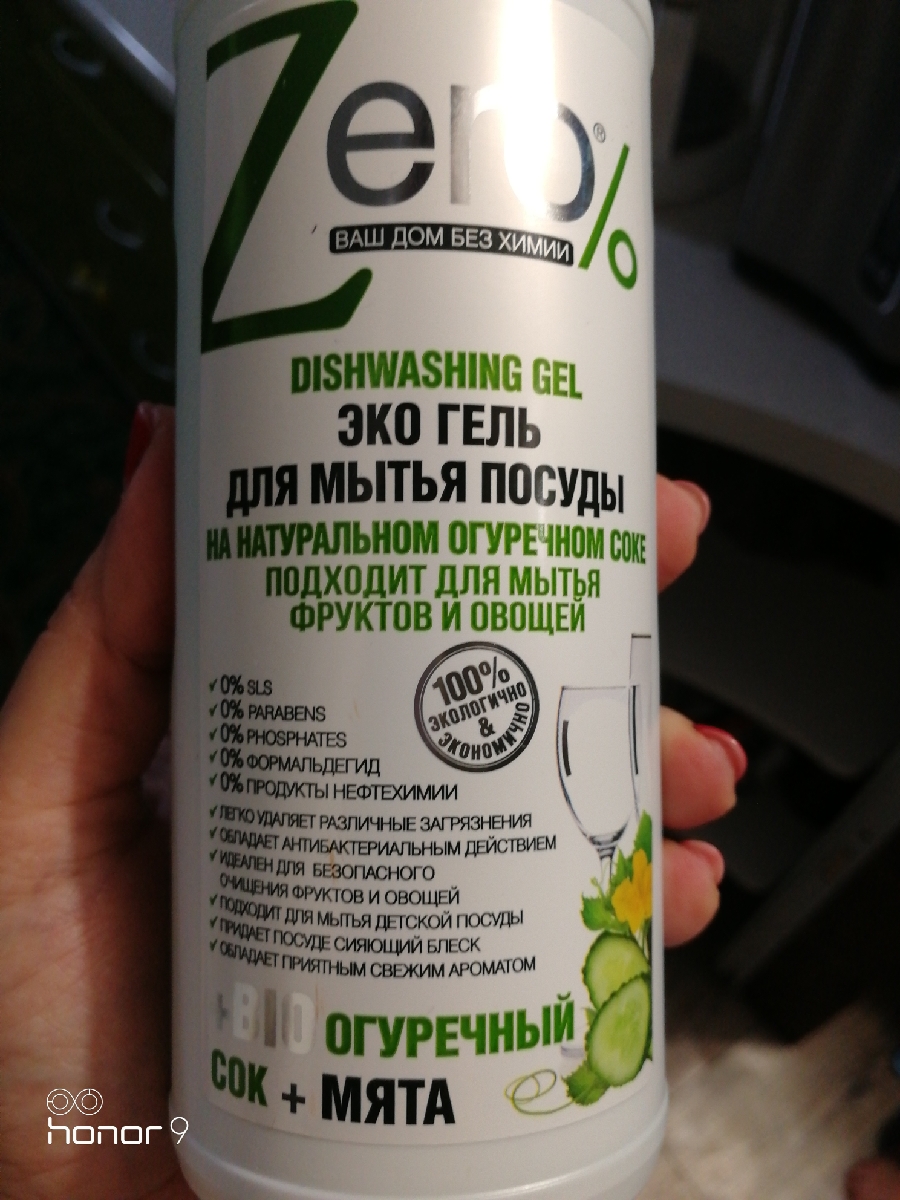 Zero®%
ВАШ ДОМ БЕЗ ХИМИИ
DISHWASHING GEL
ЭКО ГЕЛЬ
ДЛЯ МЫТЬЯ ПОСУДЫ
НА НАТУРАЛЬНОМ ОГУРЕЧНОМ СОКЕ
ПОДХОДИТ ДЛЯ МЫТЬЯ
ФРУКТОВ И ОВОЩЕЙ
100%
ЭКОЛОГИЧНО
&
ЭКОНОМИЧНО
✓ 0% SLS
✓ 0% PARABENS
✓ 0% PHOSPHATES
✓ 0% ФОРМАЛЬДЕГИД
✓ 0% ПРОДУКТЫ НЕФТЕХИМИИ
✓ ЛЕГКО УДАЛЯЕТ РАЗЛИЧНЫЕ ЗАГРЯЗНЕНИЯ
✓ ОБЛАДАЕТ АНТИБАКТЕРИАЛЬНЫМ ДЕЙСТВИЕМ
✓ ИДЕАЛЕН ДЛЯ БЕЗОПАСНОГО
ОЧИЩЕНИЯ ФРУКТОВ И ОВОЩЕЙ
✓ ПОДХОДИТ ДЛЯ МЫТЬЯ ДЕТСКОЙ ПОСУДЫ
✓ ПРИДАЕТ ПОСУДЕ СИЯЮЩИЙ БЛЕСК
✓ ОБЛАДАЕТ ПРИЯТНЫМ СВЕЖИМ АРОМАТОМ
+BIO ОГУРЕЧНЫЙ
СОК + МЯТА
honor 9